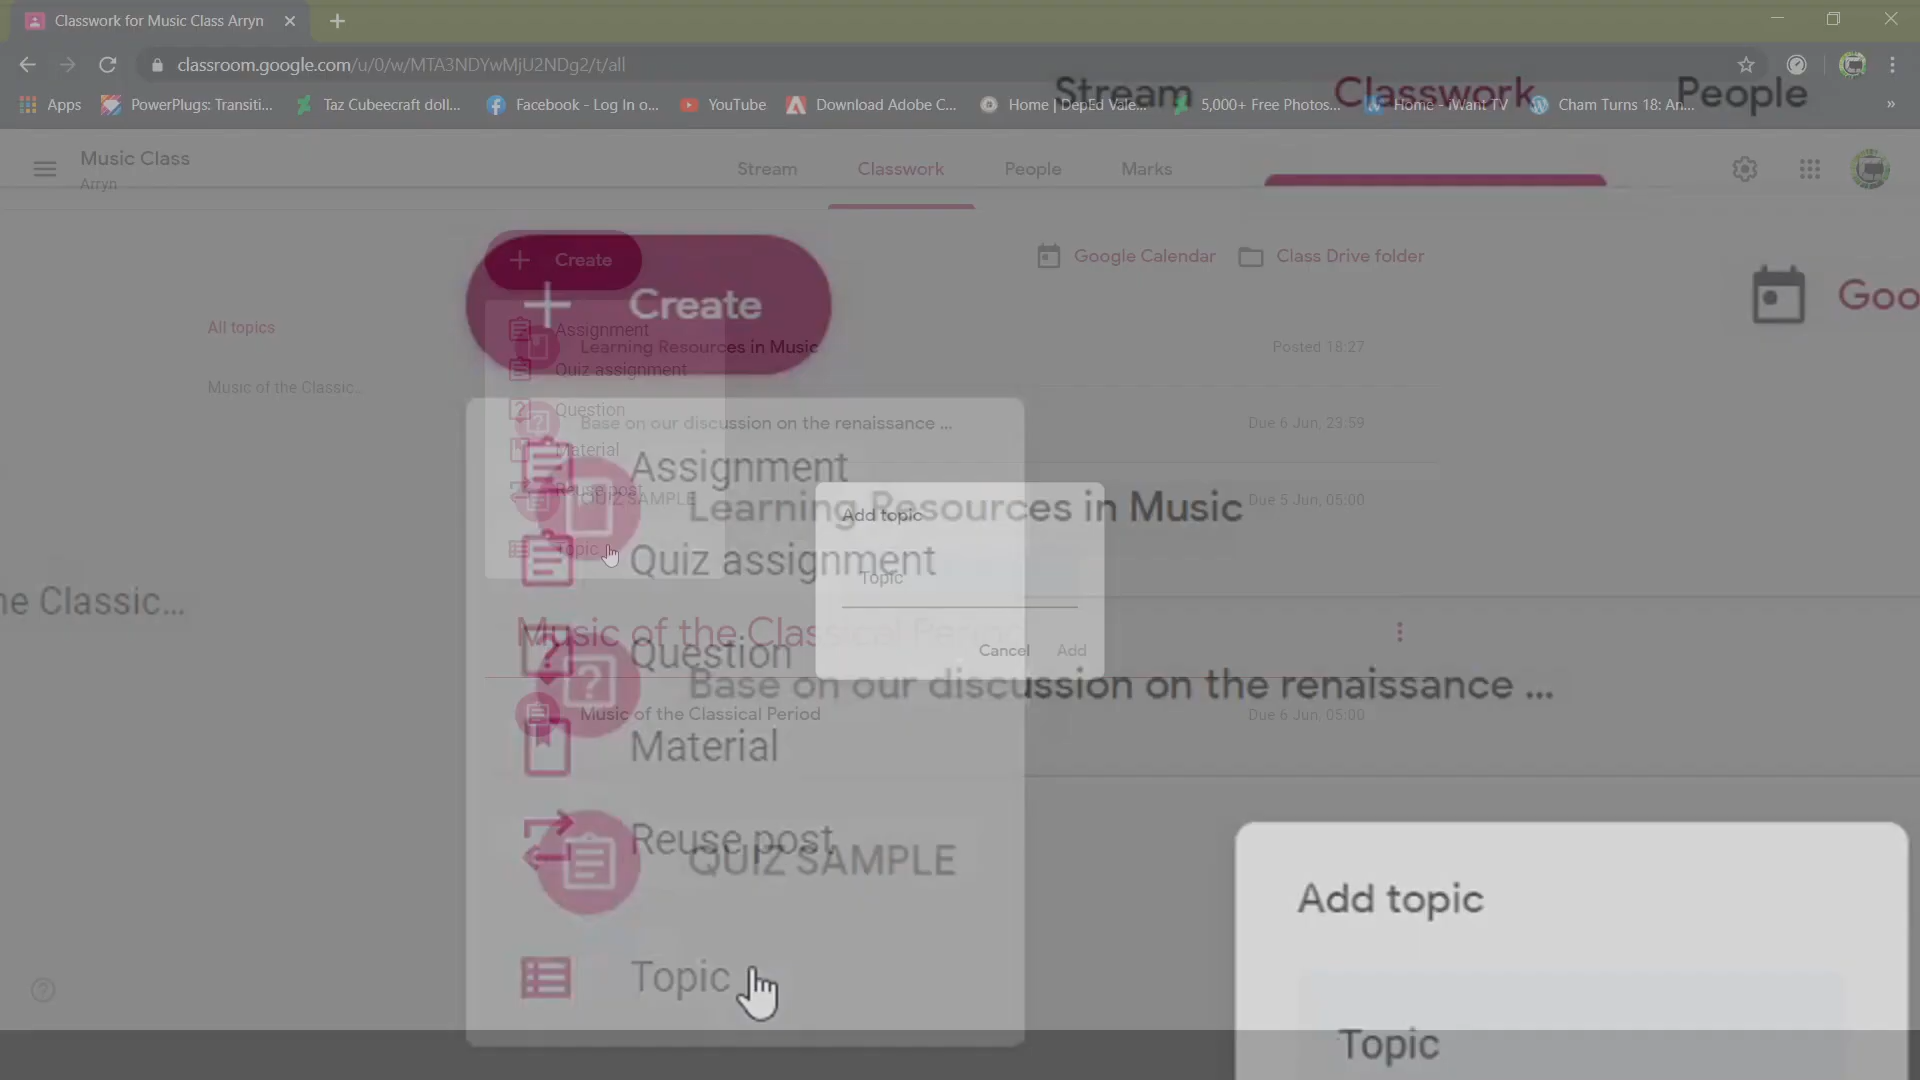 Classwork for Music Class Arryn
classroom.google.com/u/0/w/MTA3NDYwMjU2NDg2/t/all
Apps
PowerPlugs: Transiti...
Taz Cubeecraft doll...
Facebook - Log In o...
YouTube
Download Adobe C...
Home | DepEd Vale...
5,000+ Free Photos...
Home - iWant TV
Cham Turns 18: An...
»
Stream Classwork People
Music Class
Arryn
Stream Classwork People Marks
Create
Google Calendar Class Drive folder
Create
Goo
All topics
Music of the Classic...
Assignment
Learning Resources in Music
Posted 18:27
Quiz assignment
Question
Base on our discussion on the renaissance ...
Due 6 Jun, 23:59
Material
Reuse post
QUIZ SAMPLE
Due 5 Jun, 05:00
Topic
Assignment
Learning Resources in Music
Add topic
Quiz assignment
Topic
he Classic...
Music of the Classical Period
Question
Cancel Add
Base on our discussion on the renaissance ...
Music of the Classical Period
Due 6 Jun, 05:00
Material
Reuse post
QUIZ SAMPLE
Add topic
Topic
Topic